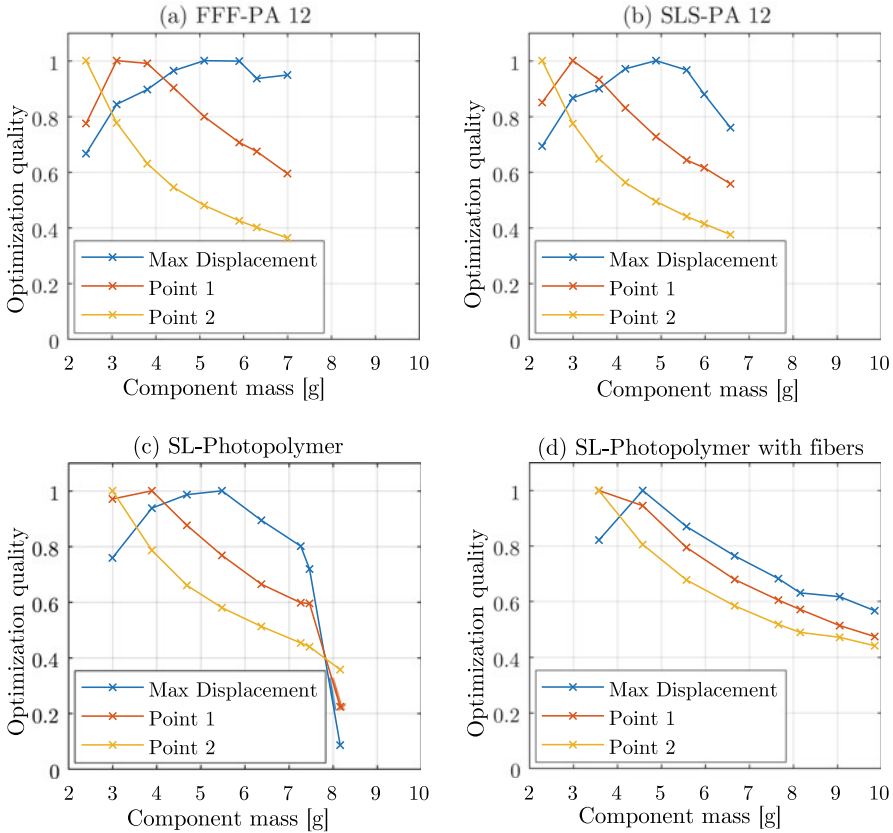 (a) FFF-PA 12
Optimization quality
1
0.8
0.6
0.4
0.2
0
Max Displacement
Point 1
Point 2
2 3 4 5 6 7 8 9 10
Component mass [g]
(b) SLS-PA 12
Optimization quality
1
0.8
0.6
0.4
0.2
0
Max Displacement
Point 1
Point 2
2 3 4 5 6 7 8 9 10
Component mass [g]
(c) SL-Photopolymer
Optimization quality
1
0.8
0.6
0.4
0.2
0
Max Displacement
Point 1
Point 2
2 3 4 5 6 7 8 9 10
Component mass [g]
(d) SL-Photopolymer with fibers
Optimization quality
1
0.8
0.6
0.4
0.2
0
Max Displacement
Point 1
Point 2
2 3 4 5 6 7 8 9 10
Component mass [g]